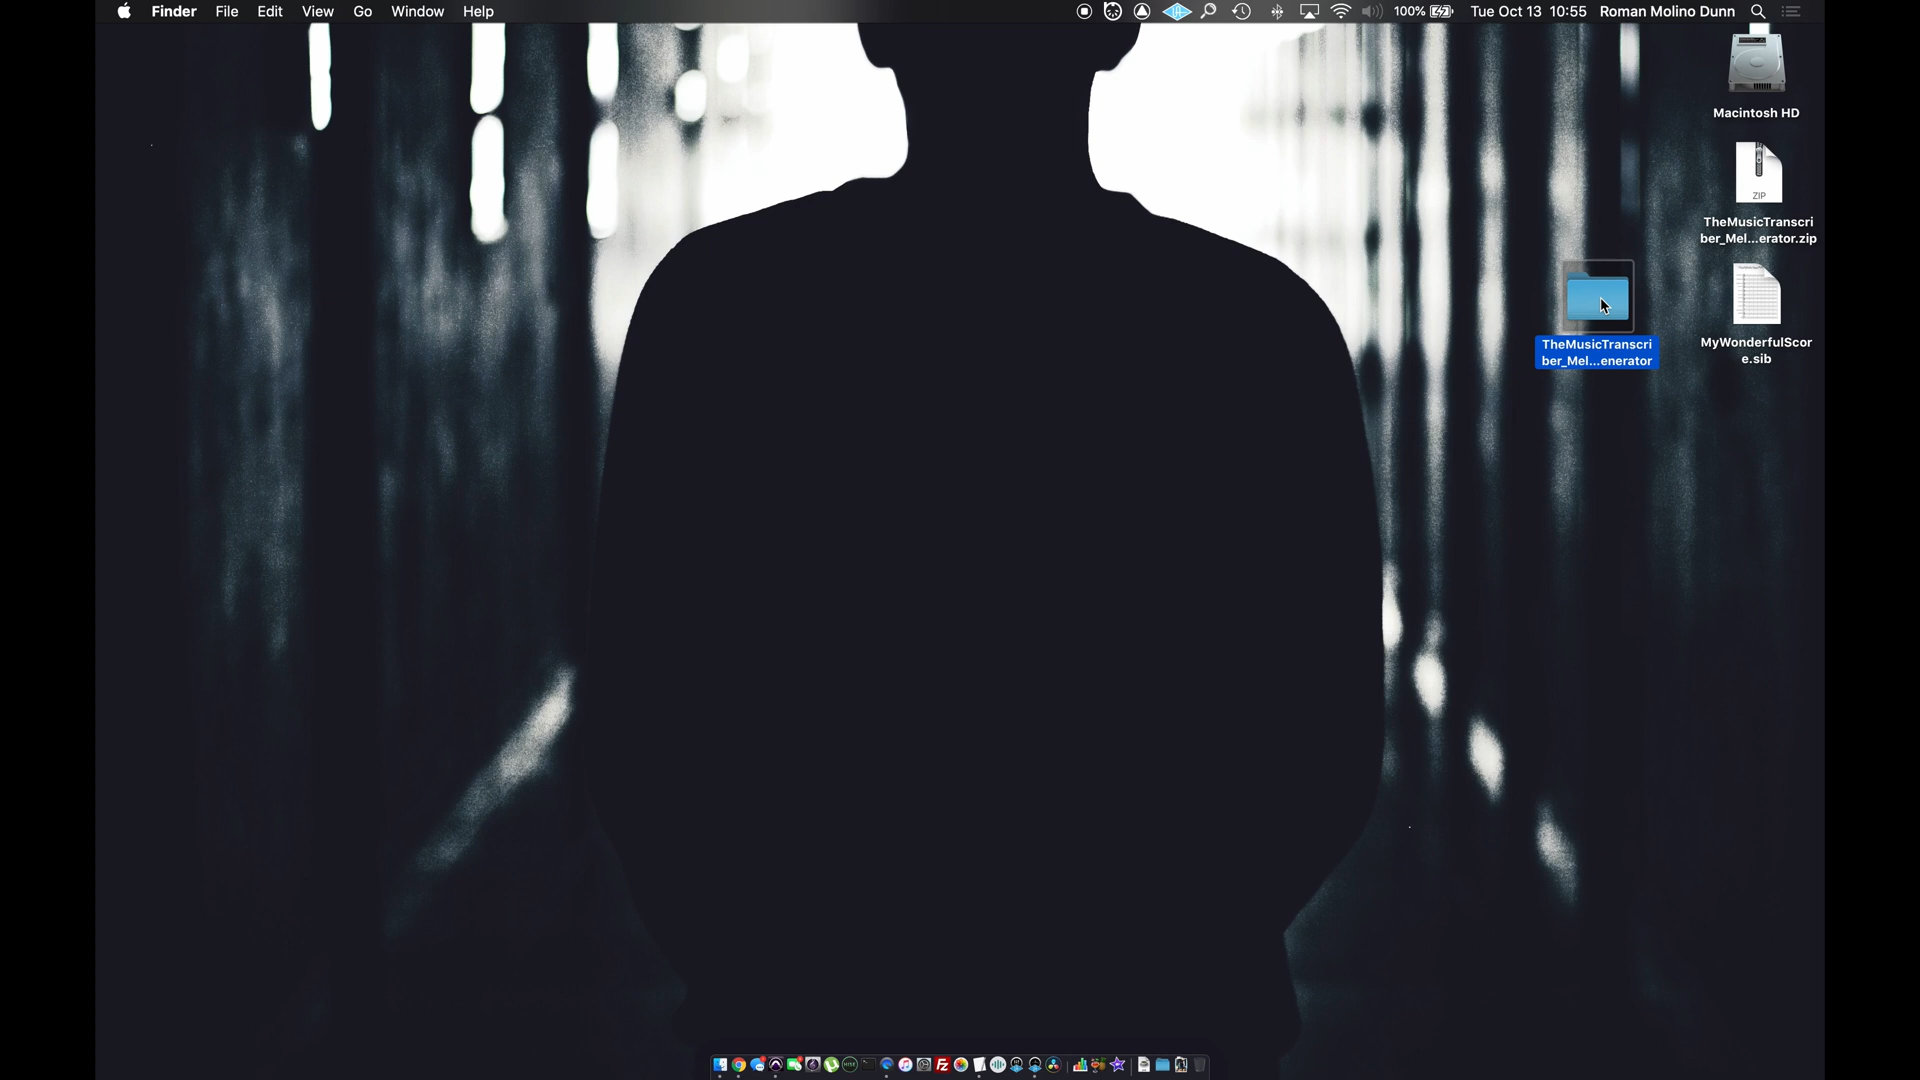 Finder File Edit View Go Window Help 100% Tue Oct 13 10:55 Roman Molino Dunn
Macintosh HD
ZIP
TheMusicTranscri
ber_Mel...erator.zip
TheMusicTranscri
ber_Mel...enerator
MyWonderfulScor
e.sib